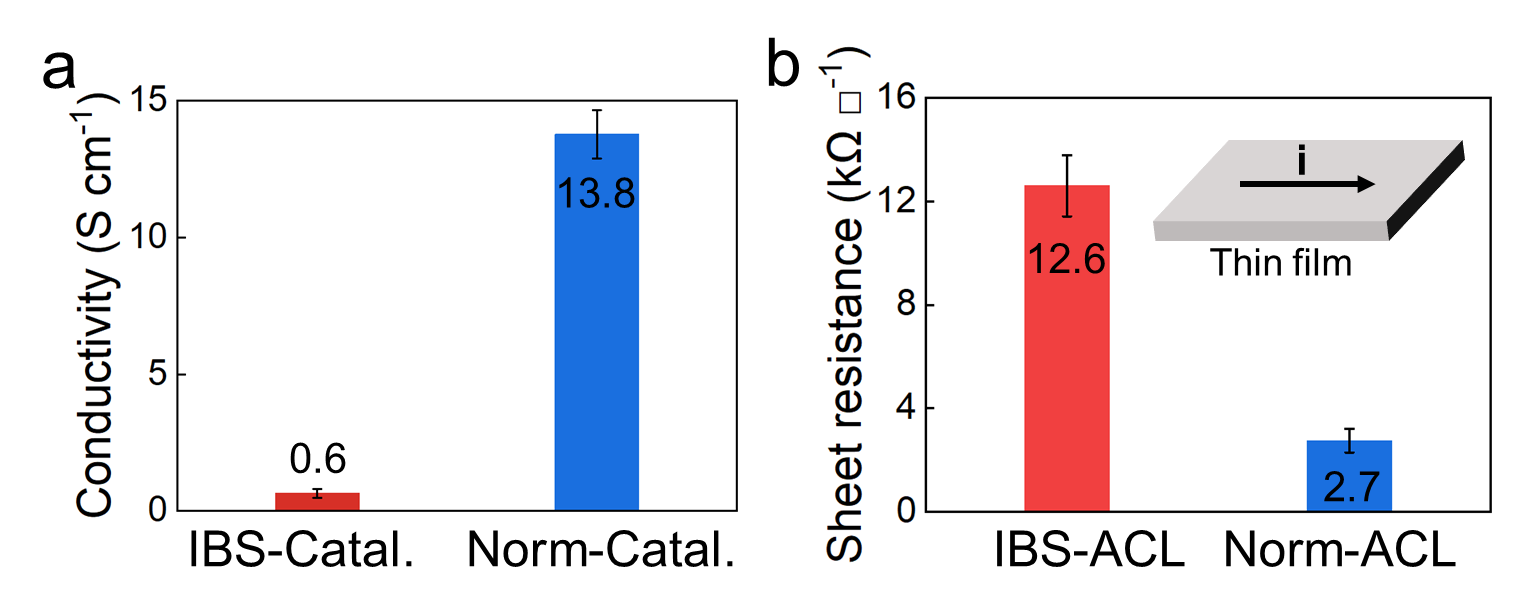 a
Conductivity (S cm⁻¹)
15
10
5
0
0.6
13.8
IBS-Catal.
Norm-Catal.
b
Sheet resistance (kΩ □⁻¹)
16
12
8
4
0
12.6
2.7
i
Thin film
IBS-ACL
Norm-ACL